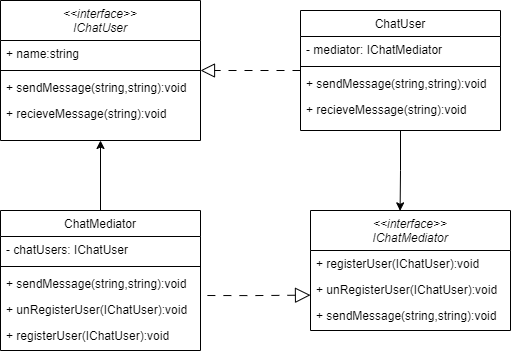 <<interface>>
IChatUser
+ name:string
+ sendMessage(string,string):void
+ recieveMessage(string):void
ChatUser
- mediator: IChatMediator
+ sendMessage(string,string):void
+ recieveMessage(string):void
ChatMediator
- chatUsers: IChatUser
+ sendMessage(string,string):void
+ unRegisterUser(IChatUser):void
+ registerUser(IChatUser):void
<<interface>>
IChatMediator
+ registerUser(IChatUser):void
+ unRegisterUser(IChatUser):void
+ sendMessage(string,string):void